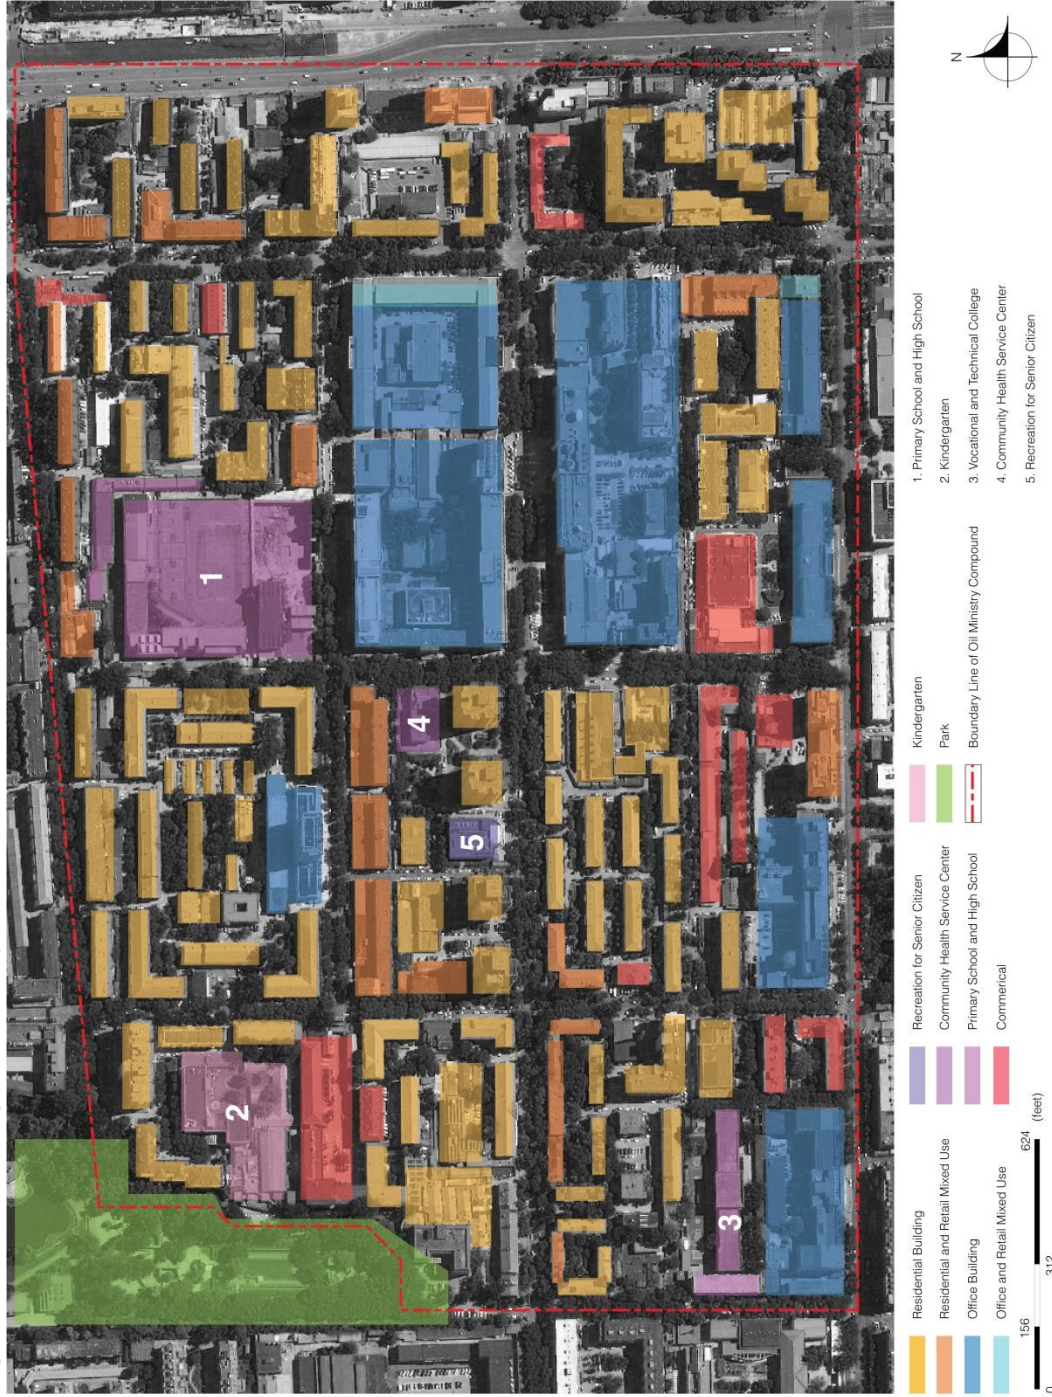 N
1
2
3
4
5
Residential Building
Residential and Retail Mixed Use
Office Building
Office and Retail Mixed Use
Recreation for Senior Citizen
Community Health Service Center
Primary School and High School
Commerical
Kindergarten
Park
Boundary Line of Oil Ministry Compound
1. Primary School and High School
2. Kindergarten
3. Vocational and Technical College
4. Community Health Service Center
5. Recreation for Senior Citizen
0 156 312 624
(feet)